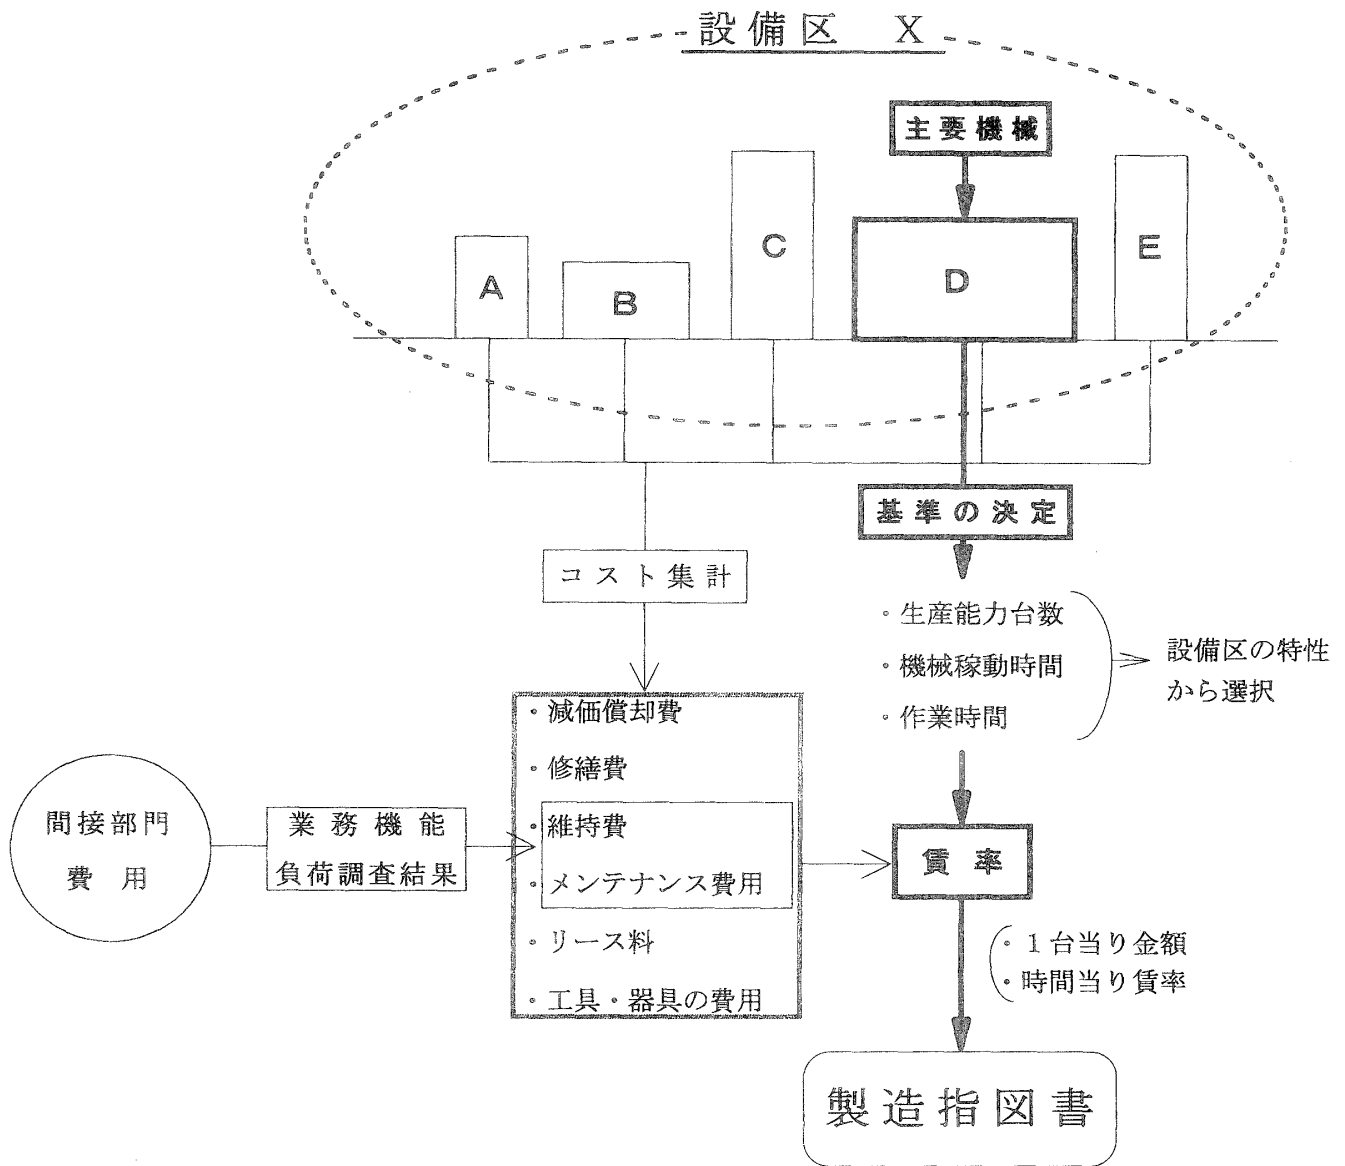 設備区 X
主要機械
A
B
C
D
E
基準の決定
コスト集計
・生産能力台数
・機械稼動時間
・作業時間
設備区の特性
から選択
・減価償却費
・修繕費
・維持費
・メンテナンス費用
・リース料
・工具・器具の費用
間接部門
費用
業務機能
負荷調査結果
賃率
・1台当り金額
・時間当り賃率
製造指図書